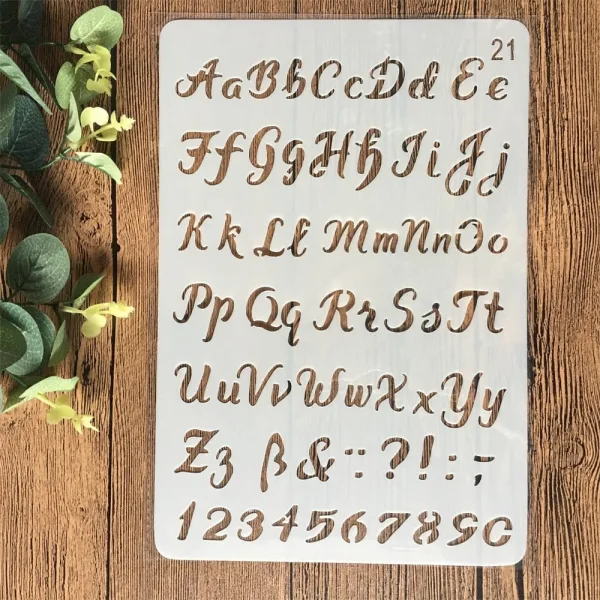 21
AaBbCcDdEe
FfGgHhIiJj
KkLlMmNnOo
PpQqRrSsTt
UuVvWwXxYy
Zz ß&:?!:;
1234567890